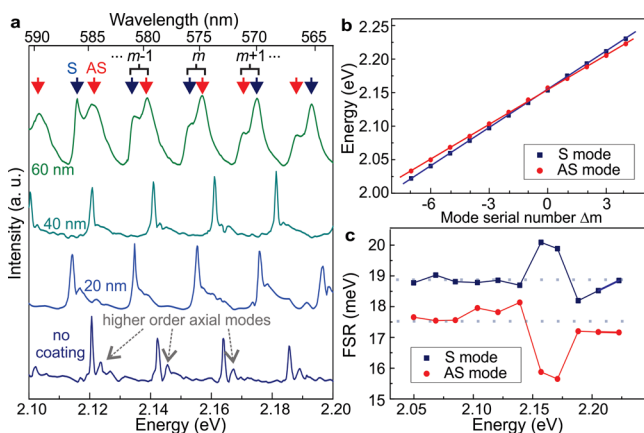 Wavelength (nm)
590 585 580 575 570 565
a
S AS ... m-1 m m+1 ...
60 nm
40 nm
20 nm
no
coating
higher order axial modes
Intensity (a. u.)
2.10 2.12 2.14 2.16 2.18 2.20
Energy (eV)
b
2.25
2.20
2.15
2.10
2.05
2.00
Energy (eV)
S mode
AS mode
-6 -3 0 3
Mode serial number Δm
c
21
20
19
18
17
16
15
FSR (meV)
S mode
AS mode
2.05 2.10 2.15 2.20
Energy (eV)